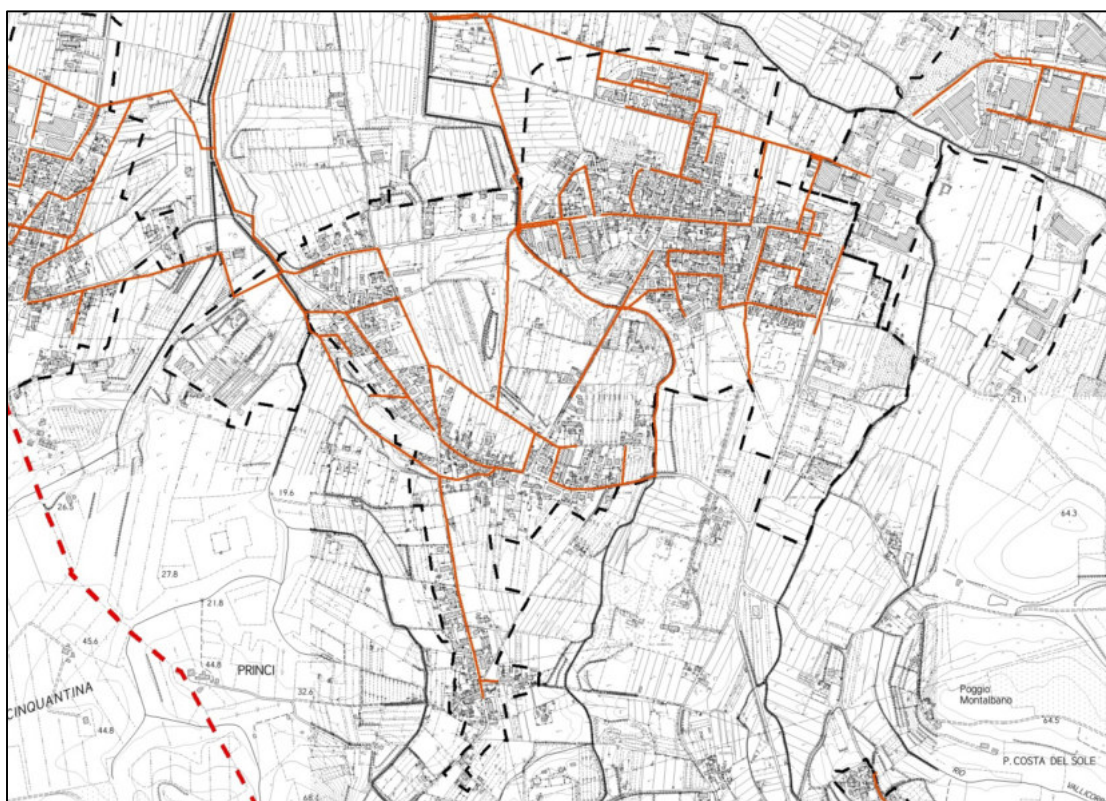 P
21.1
19.6
26.5
64.3
27.8
21.8
45.6
44.8
PRINCI
CINQUANTINA
32.6
Poggio
Montalbano
44.8
64.5
P. COSTA DEL SOLE
RIO